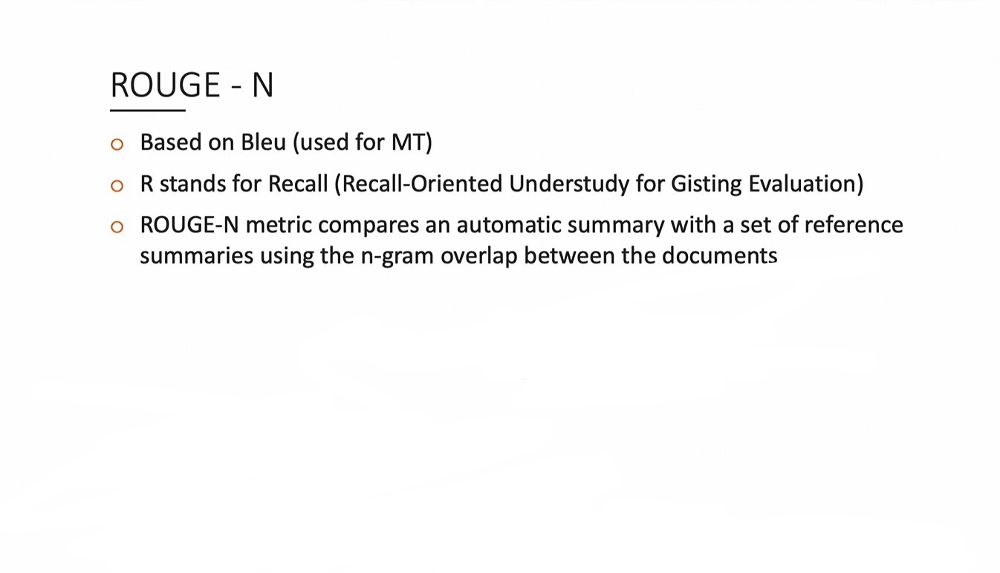 ROUGE - N
Based on Bleu (used for MT)
R stands for Recall (Recall-Oriented Understudy for Gisting Evaluation)
ROUGE-N metric compares an automatic summary with a set of reference
summaries using the n-gram overlap between the documents